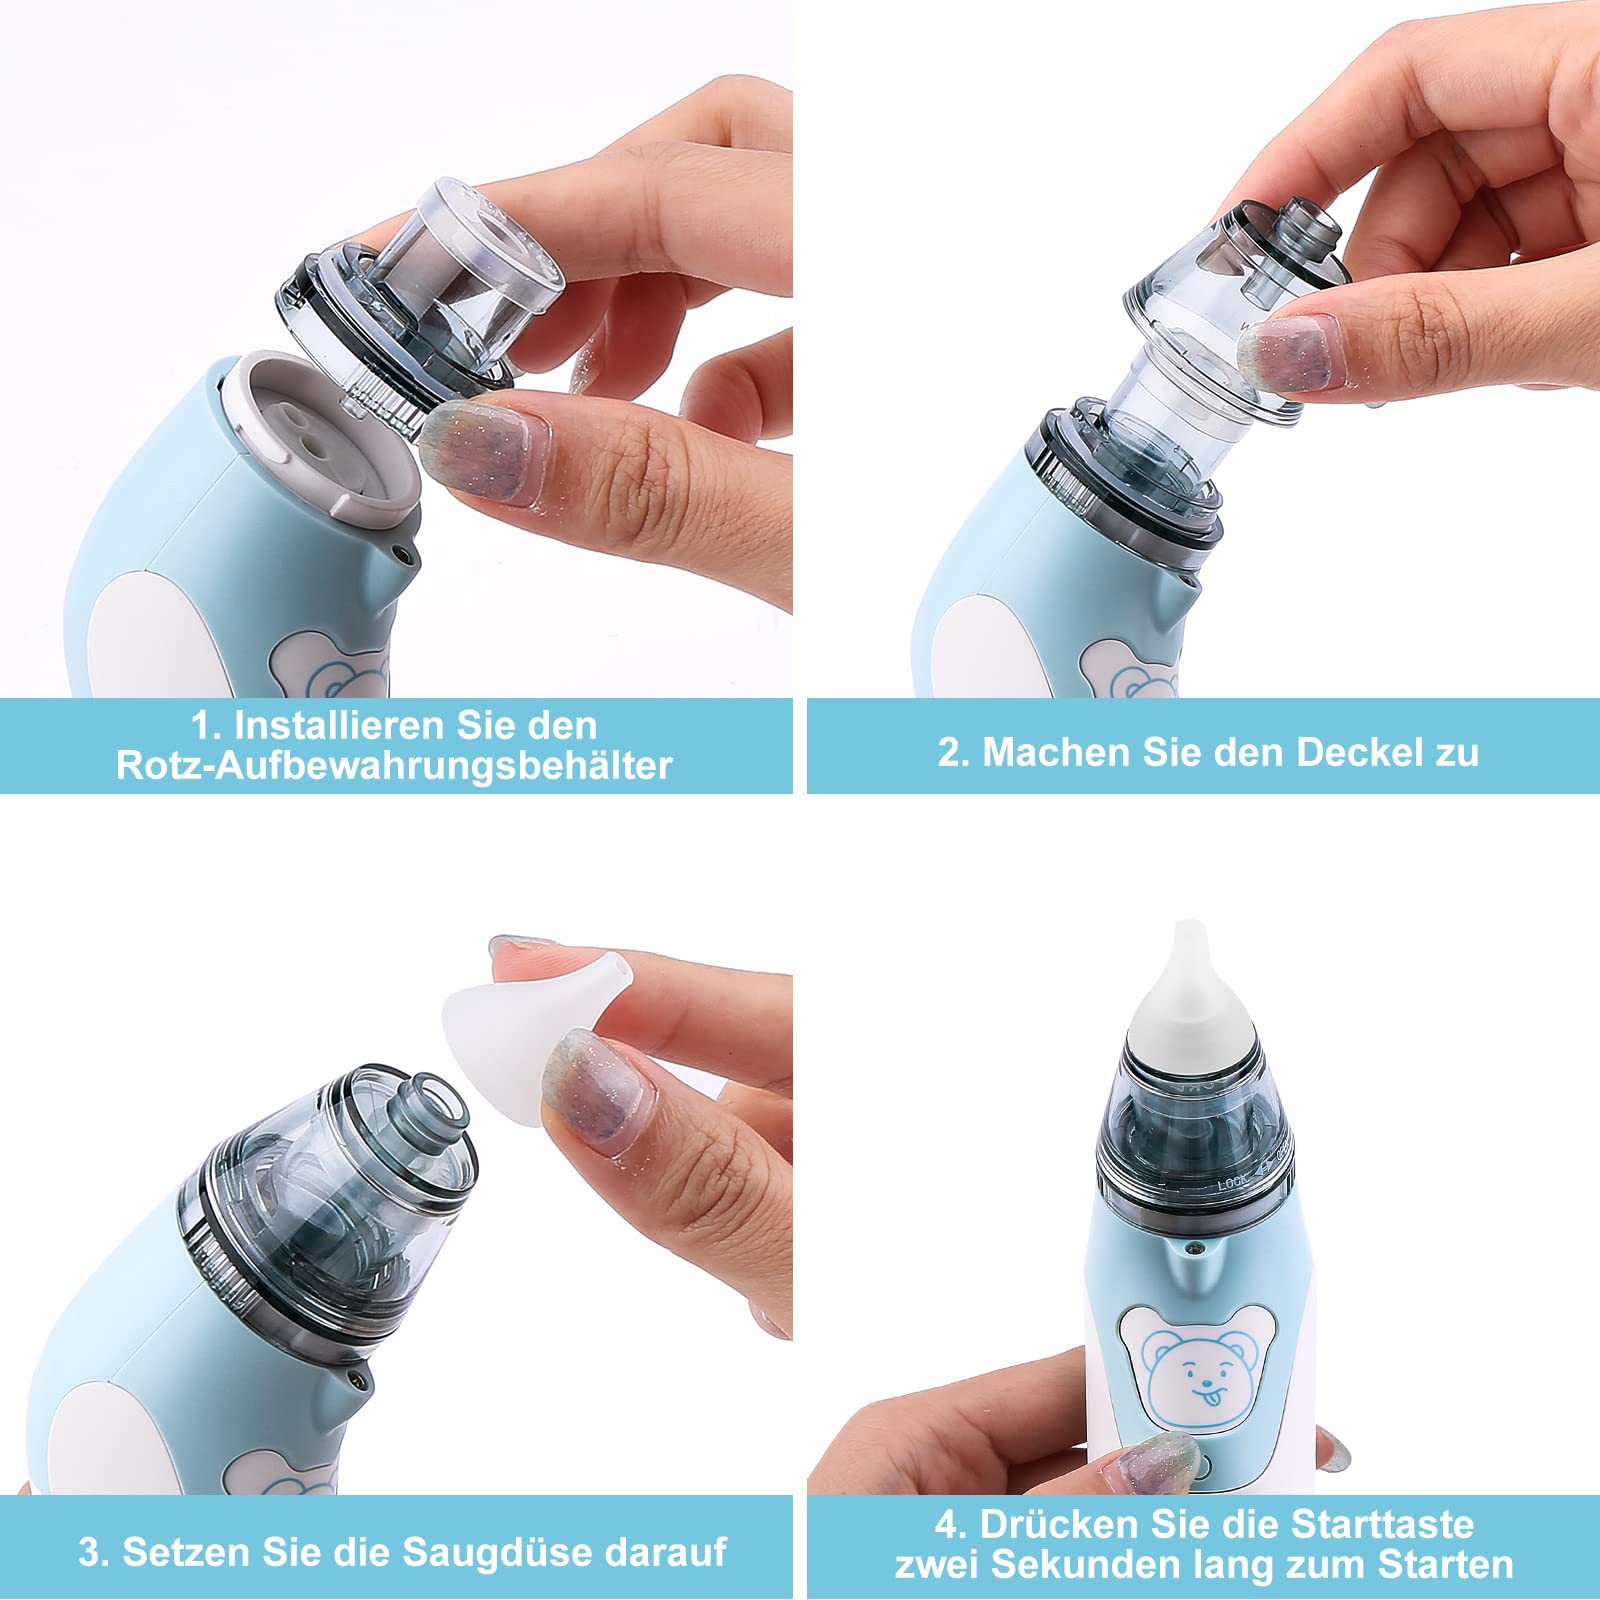 1. Installieren Sie den
Rotz-Aufbewahrungsbehälter
2. Machen Sie den Deckel zu
3. Setzen Sie die Saugdüse darauf
LOCK
4. Drücken Sie die Starttaste
zwei Sekunden lang zum Starten